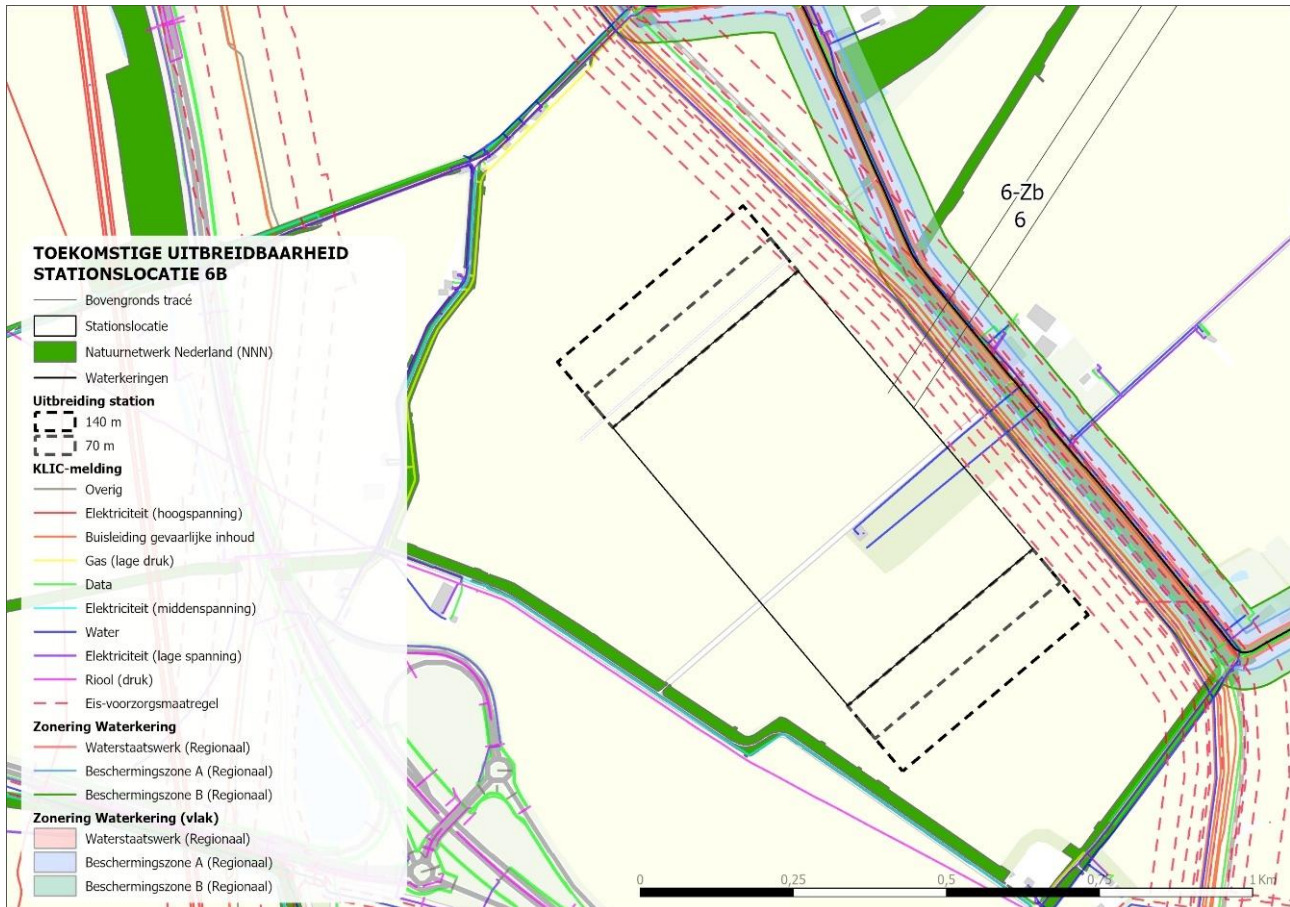 TOEKOMSTIGE UITBREIDBAARHEID
STATIONSLOCATIE 6B
Bovengronds tracé
Stationslocatie
Natuurnetwerk Nederland (NNN)
Waterkeringen
Uitbreiding station
140 m
70 m
KLIC-melding
Overig
Elektriciteit (hoogspanning)
Buisleiding gevaarlijke inhoud
Gas (lage druk)
Data
Elektriciteit (middenspanning)
Water
Elektriciteit (lage spanning)
Riool (druk)
Eis-voorzorgsmaatregel
Zonering Waterkering
Waterstaatswerk (Regionaal)
Beschermingszone A (Regionaal)
Beschermingszone B (Regionaal)
Zonering Waterkering (vlak)
Waterstaatswerk (Regionaal)
Beschermingszone A (Regionaal)
Beschermingszone B (Regionaal)
6-Zb
6
0 0,25 0,5 0,75 1 Km